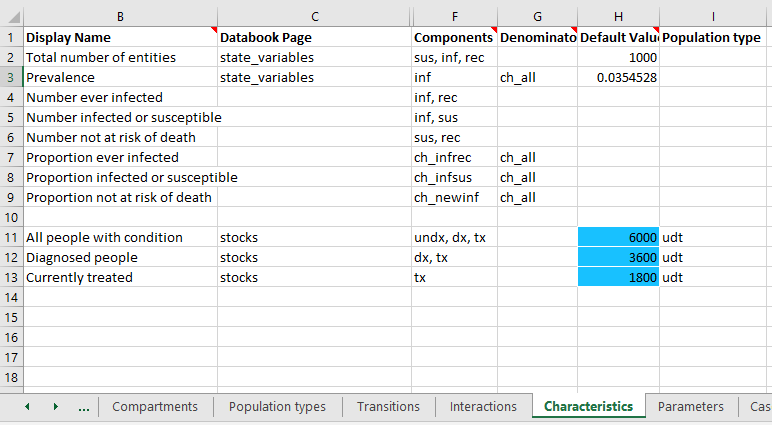 B C F G H I
1 Display Name Databook Page Components Denominato Default Valu Population type
2 Total number of entities state_variables sus, inf, rec 1000
3 Prevalence state_variables inf ch_all 0.0354528
4 Number ever infected inf, rec
5 Number infected or susceptible inf, sus
6 Number not at risk of death sus, rec
7 Proportion ever infected ch_infrec ch_all
8 Proportion infected or susceptible ch_infsus ch_all
9 Proportion not at risk of death ch_newinf ch_all
10
11 All people with condition stocks undx, dx, tx 6000 udt
12 Diagnosed people stocks dx, tx 3600 udt
13 Currently treated stocks tx 1800 udt
14
15
16
17
18
... Compartments Population types Transitions Interactions Characteristics Parameters Cas